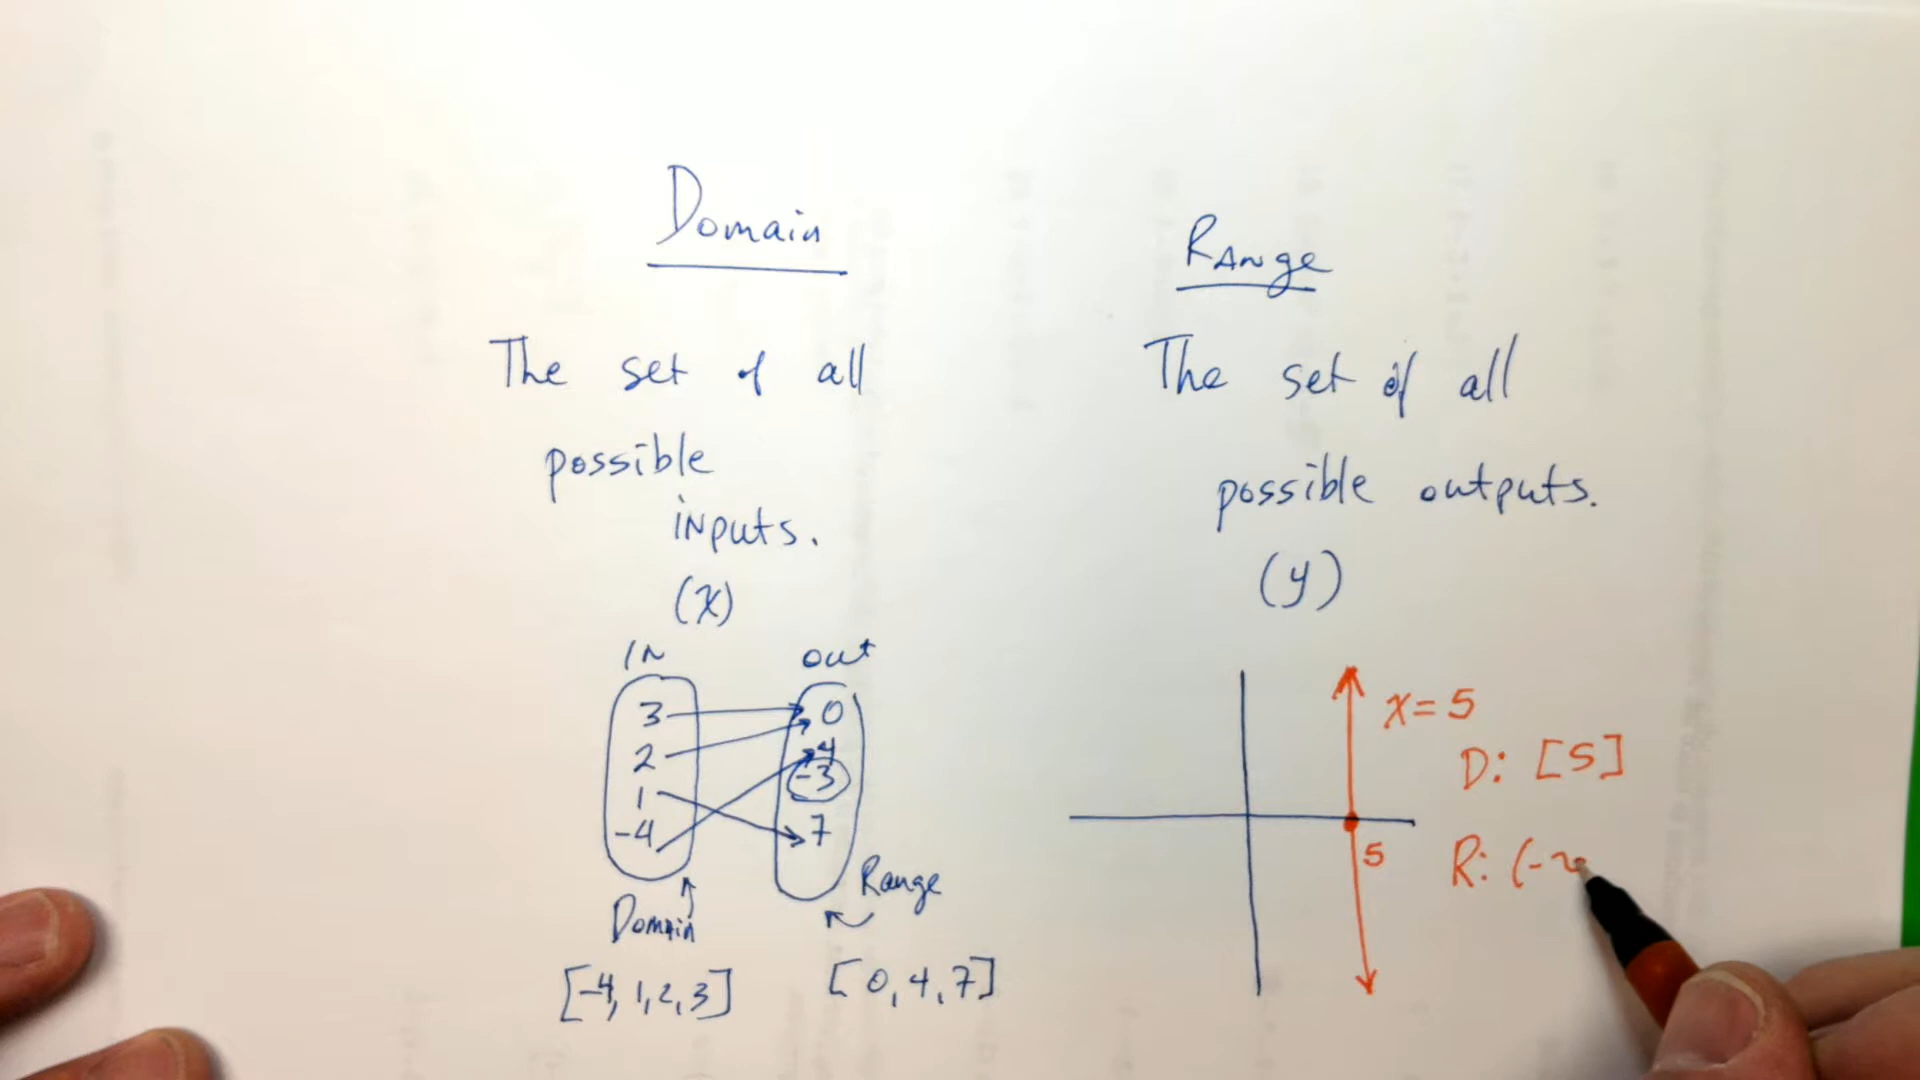 Domain
The set of all
possible
inputs.
(x)
IN out
3 0
2 4
-3
1
-4 7
Domain
Range
[-4, 1, 2, 3]
[0, 4, 7]
RANge
The set of all
possible outputs.
(y)
x = 5
D: [5]
5
R: (-∞